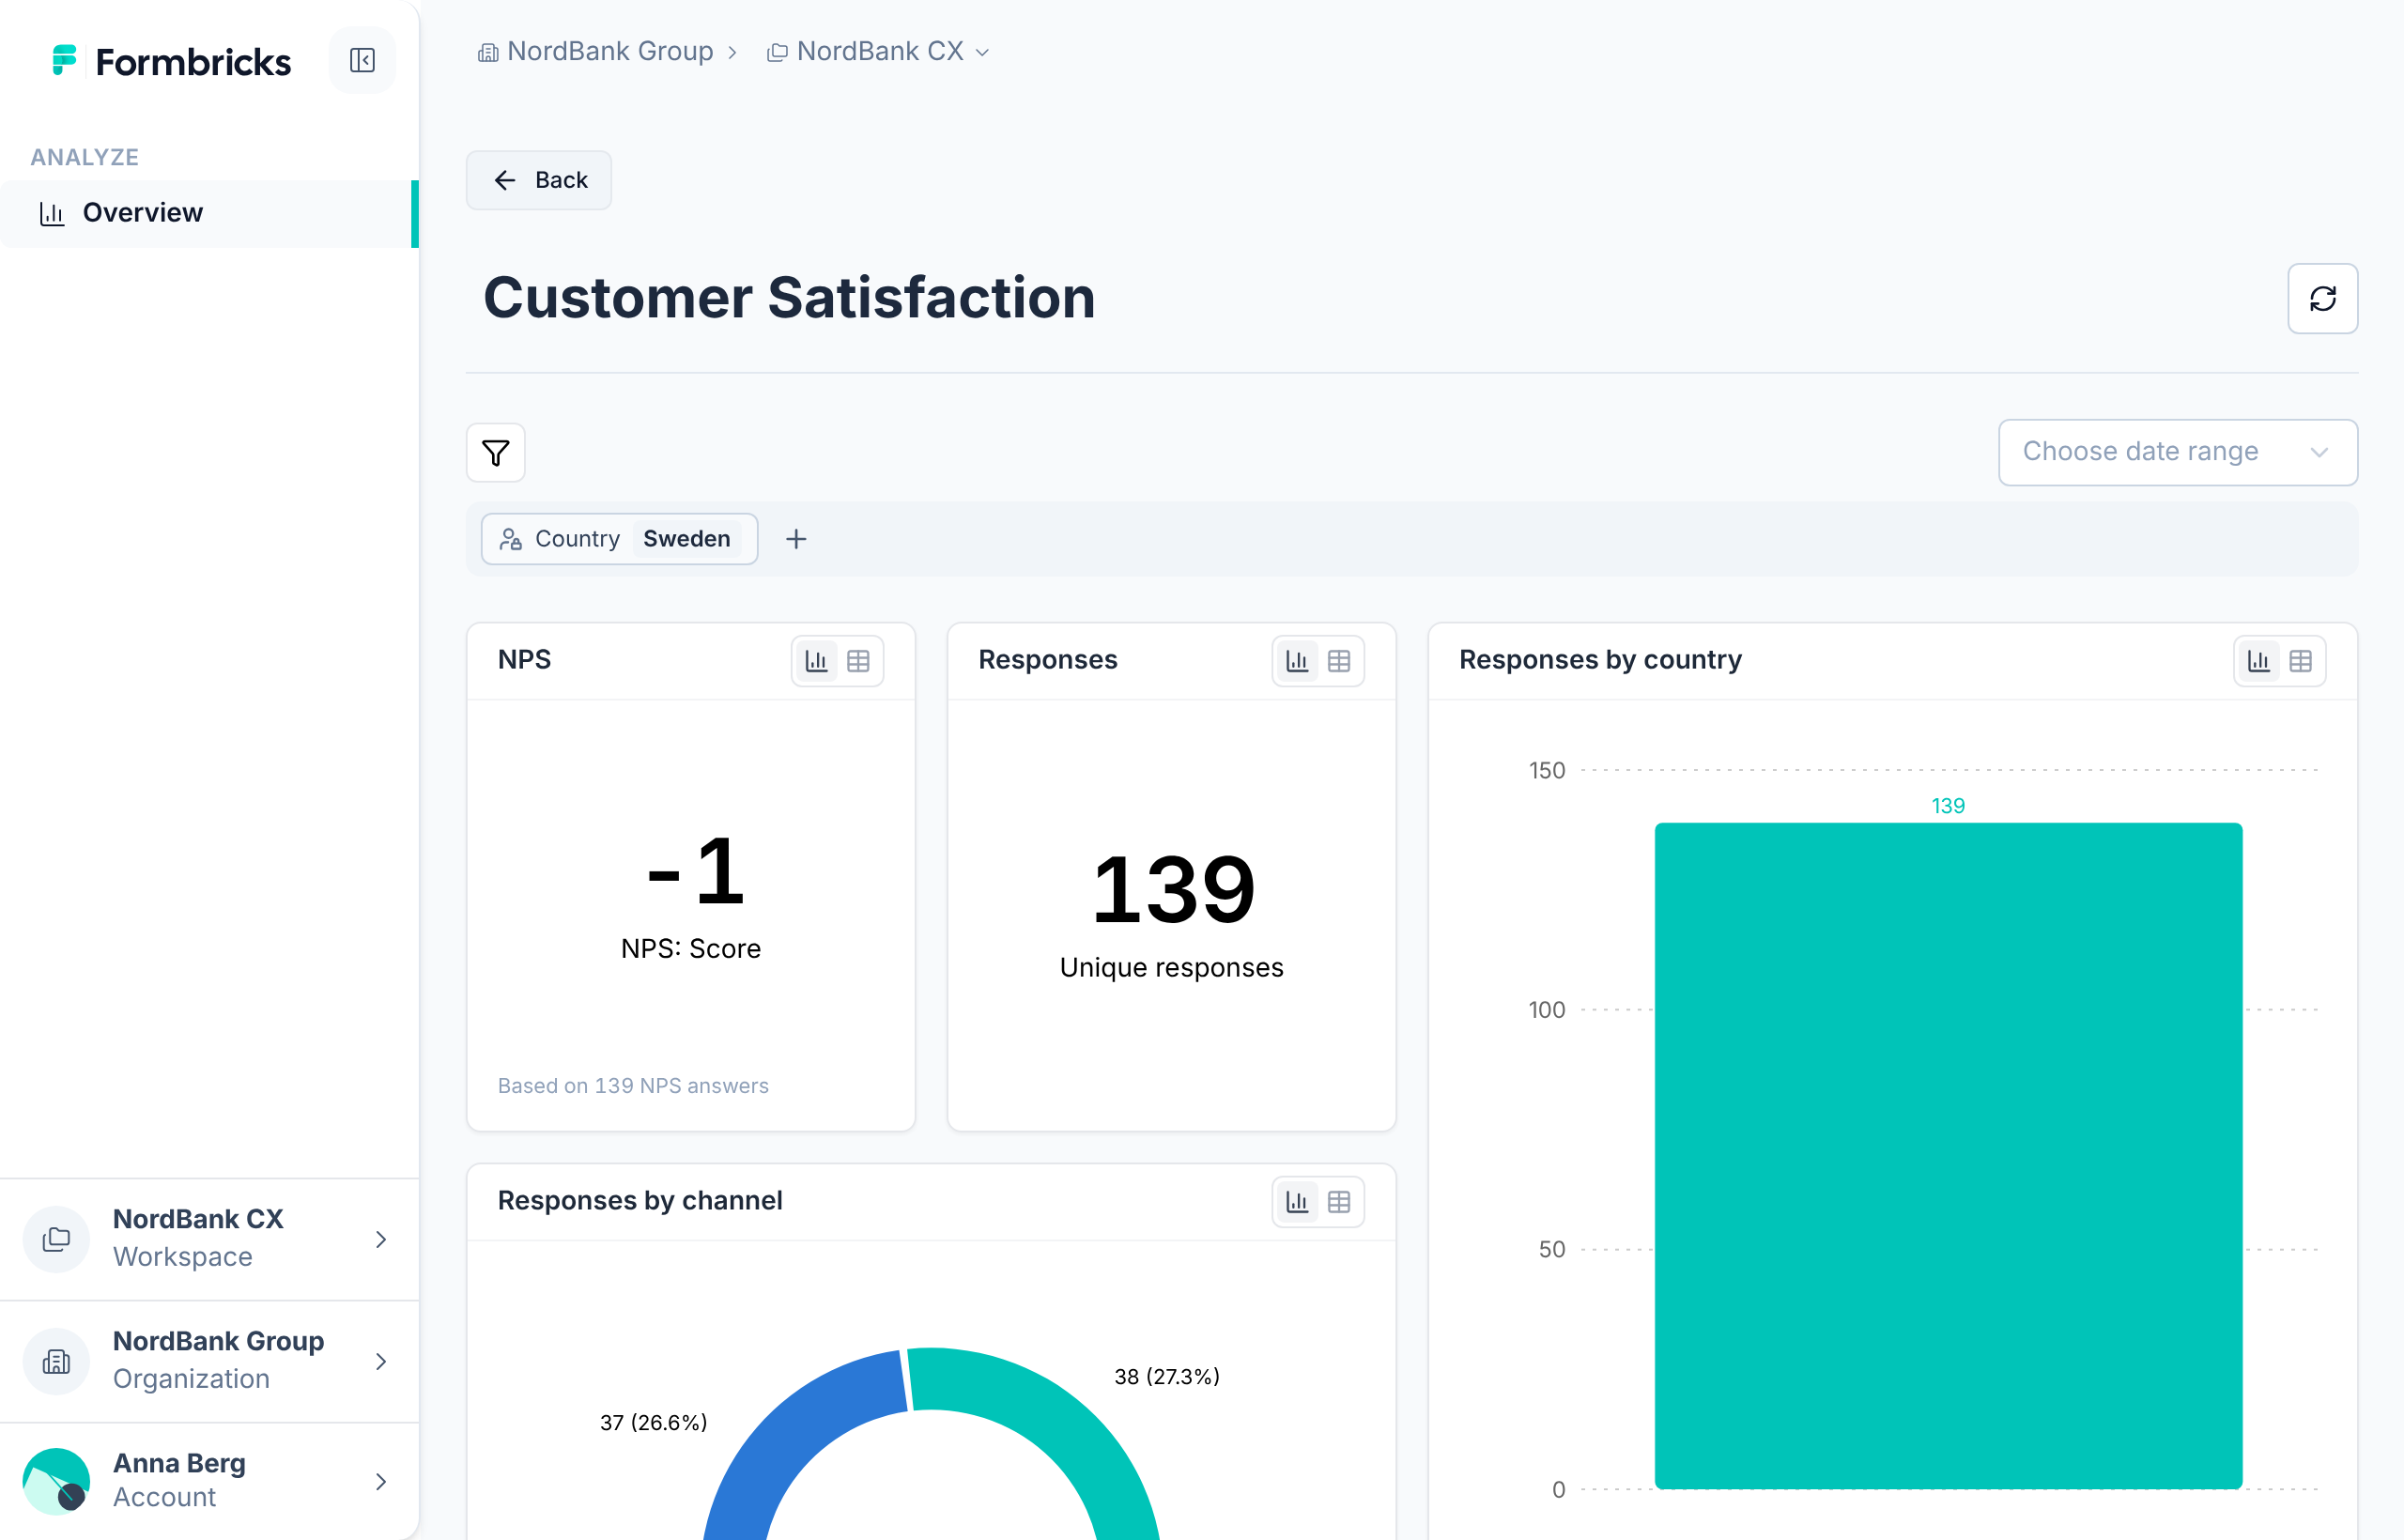 Formbricks
ANALYZE
Overview
NordBank CX
Workspace
NordBank Group
Organization
Anna Berg
Account
NordBank Group
NordBank CX
Back
Customer Satisfaction
Choose date range
Country Sweden
NPS
-1
NPS: Score
Based on 139 NPS answers
Responses
139
Unique responses
Responses by country
150
139
100
50
0
Responses by channel
38 (27.3%)
37 (26.6%)